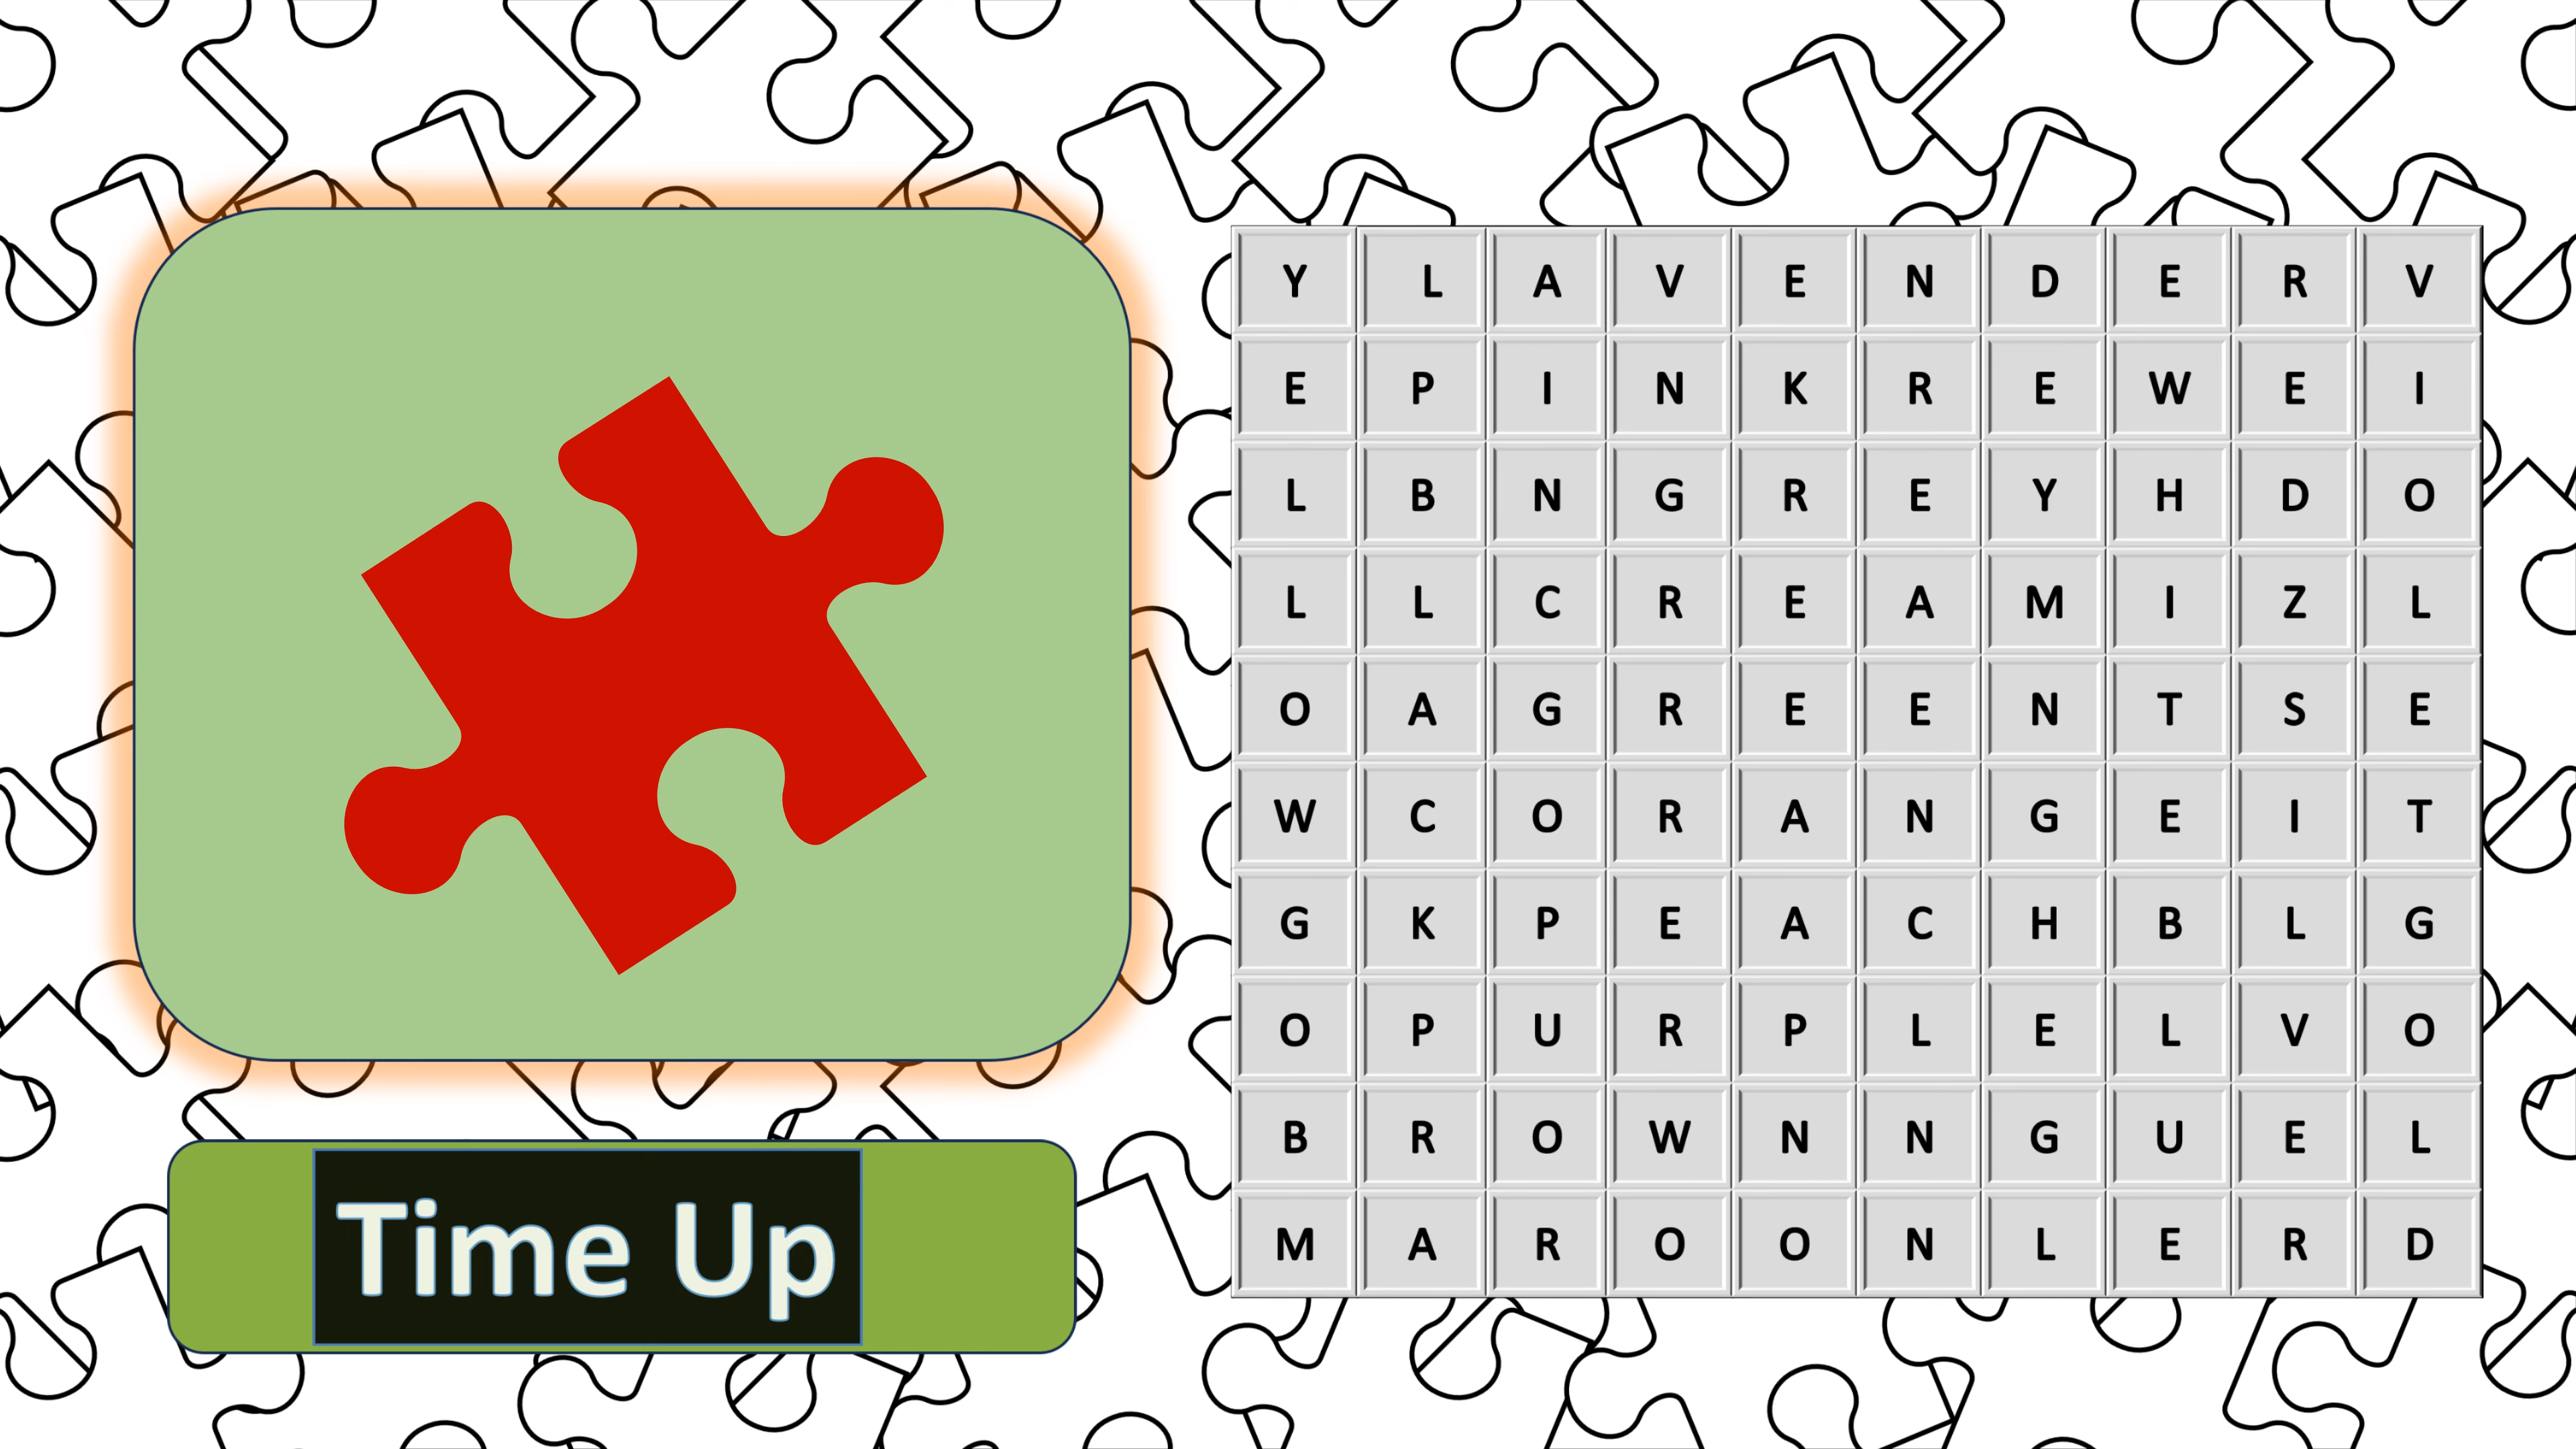 Y L A V E N D E R V
E P I N K R E W E I
L B N G R E Y H D O
L L C R E A M I Z L
O A G R E E N T S E
W C O R A N G E I T
G K P E A C H B L G
O P U R P L E L V O
B R O W N N G U E L
M A R O O N L E R D
Time Up